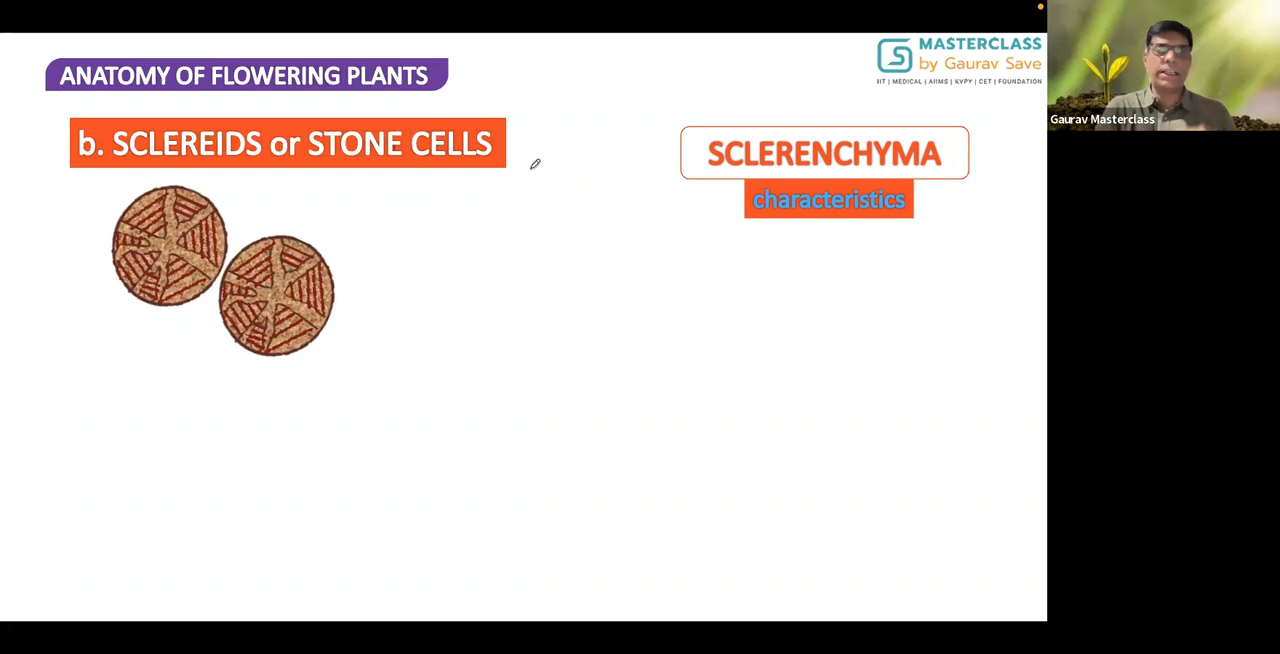 MASTERCLASS
by Gaurav Save
IIT | MEDICAL | AIIMS | KVPY | CET | FOUNDATION
ANATOMY OF FLOWERING PLANTS
b. SCLEREIDS or STONE CELLS
SCLERENCHYMA
characteristics
Gaurav Masterclass